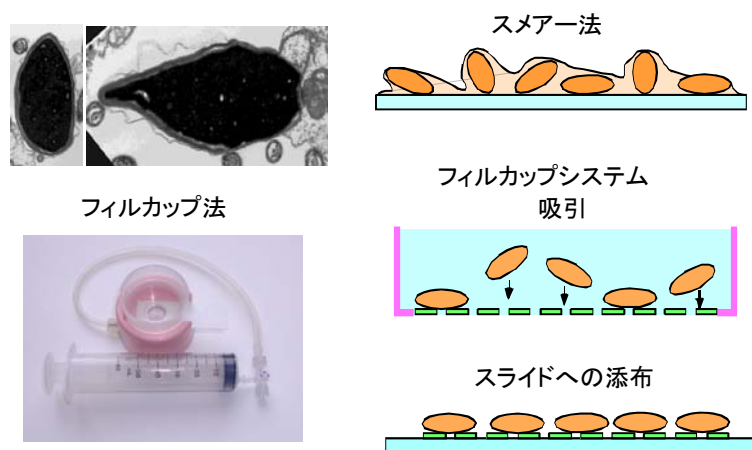 スメアー法
フィルカップ法
フィルカップシステム
吸引
スライドへの添布